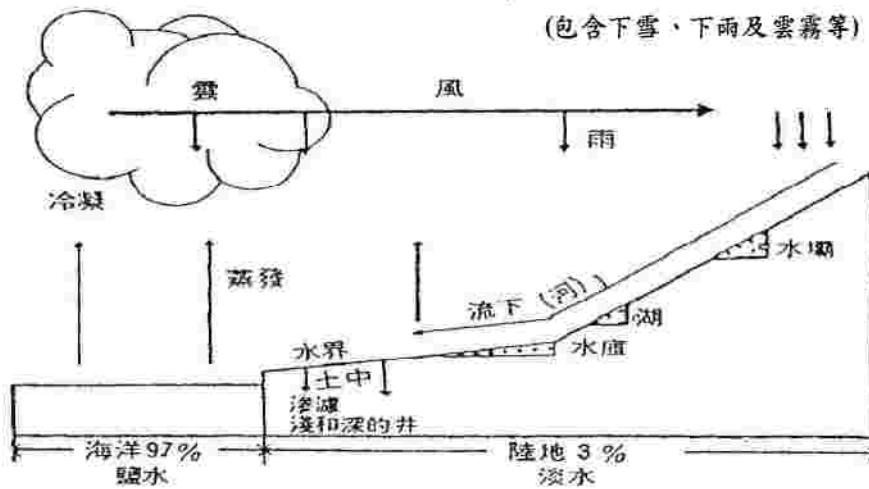 (包含下雪、下雨及雲霧等)
雲
風
雨
冷凝
蒸發
水壩
流下(河)
湖
水界
水庫
土中
滲濾
淺和深的井
海洋97%
陸地 3 %
鹽水
淡水